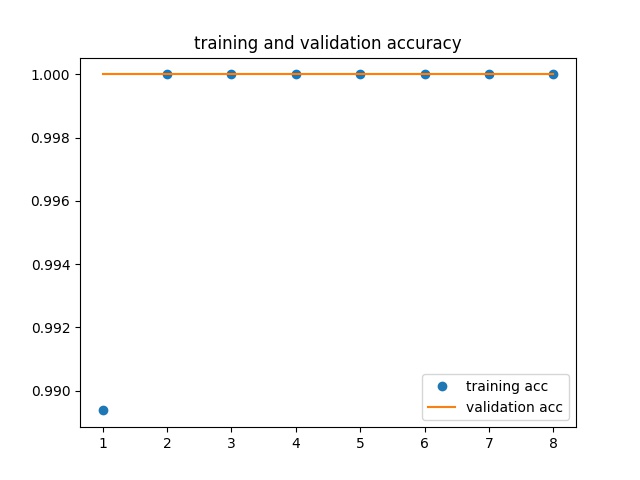 training and validation accuracy
1.000
0.998
0.996
0.994
0.992
0.990
training acc
validation acc
1 2 3 4 5 6 7 8